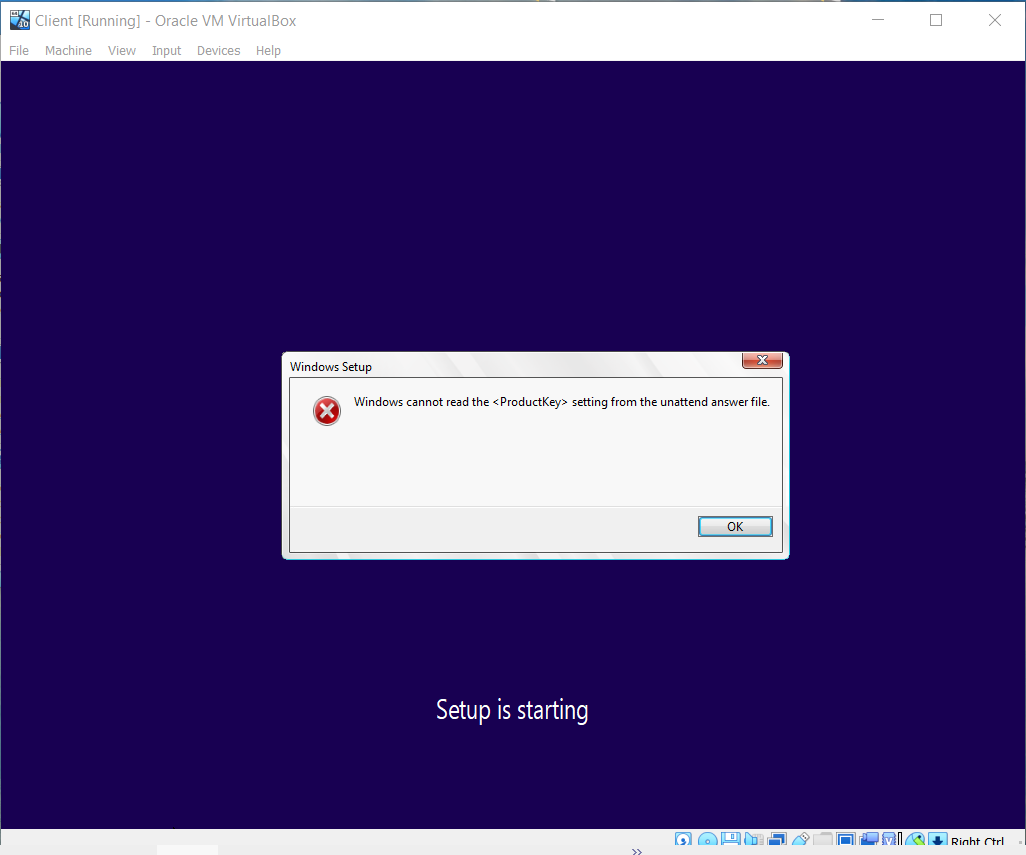 Client [Running] - Oracle VM VirtualBox
File Machine View Input Devices Help
Windows Setup
Windows cannot read the <ProductKey> setting from the unattend answer file.
OK
Setup is starting
Right Ctrl